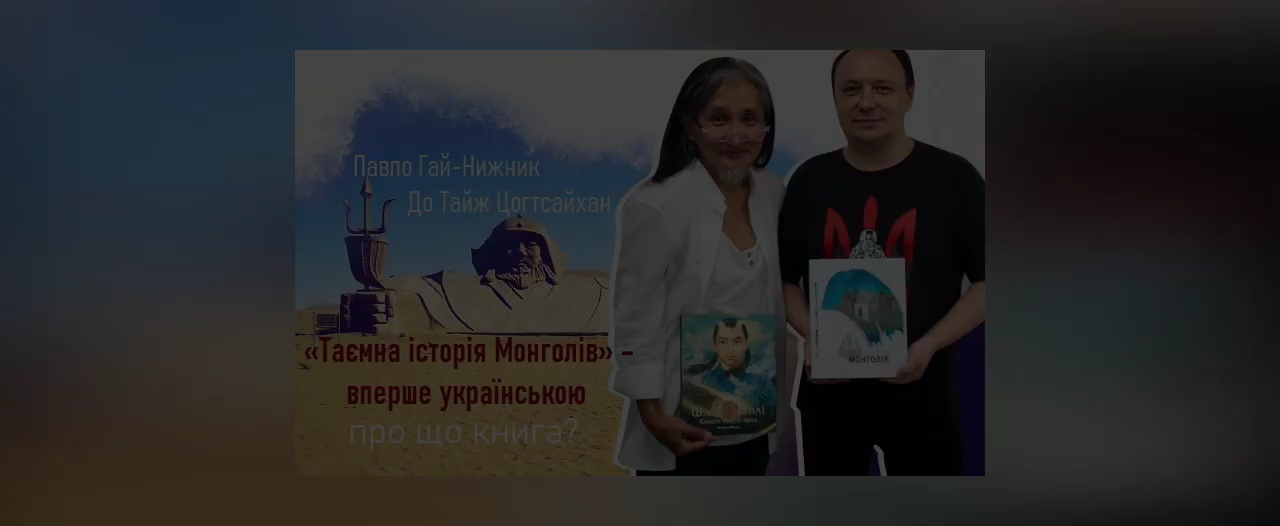 Павло Гай-Нижник
До Тайж Цогтсайхан
«Таємна історія Монголів» –
вперше українською
про що книга?
МОНГОЛІВ